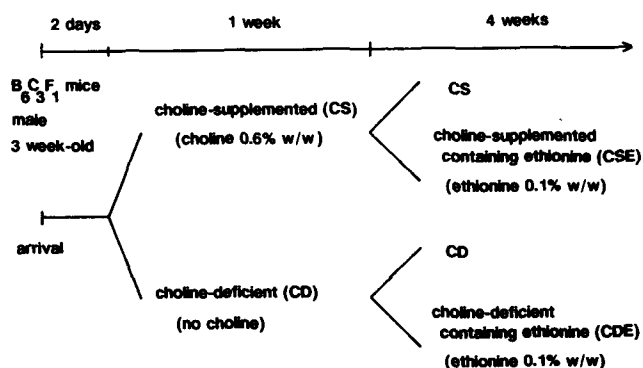 2 days 1 week 4 weeks
B6C3F1 mice
male
3 week-old
arrival
choline-supplemented (CS)
(choline 0.6% w/w)
CS
choline-supplemented
containing ethionine (CSE)
(ethionine 0.1% w/w)
choline-deficient (CD)
(no choline)
CD
choline-deficient
containing ethionine (CDE)
(ethionine 0.1% w/w)